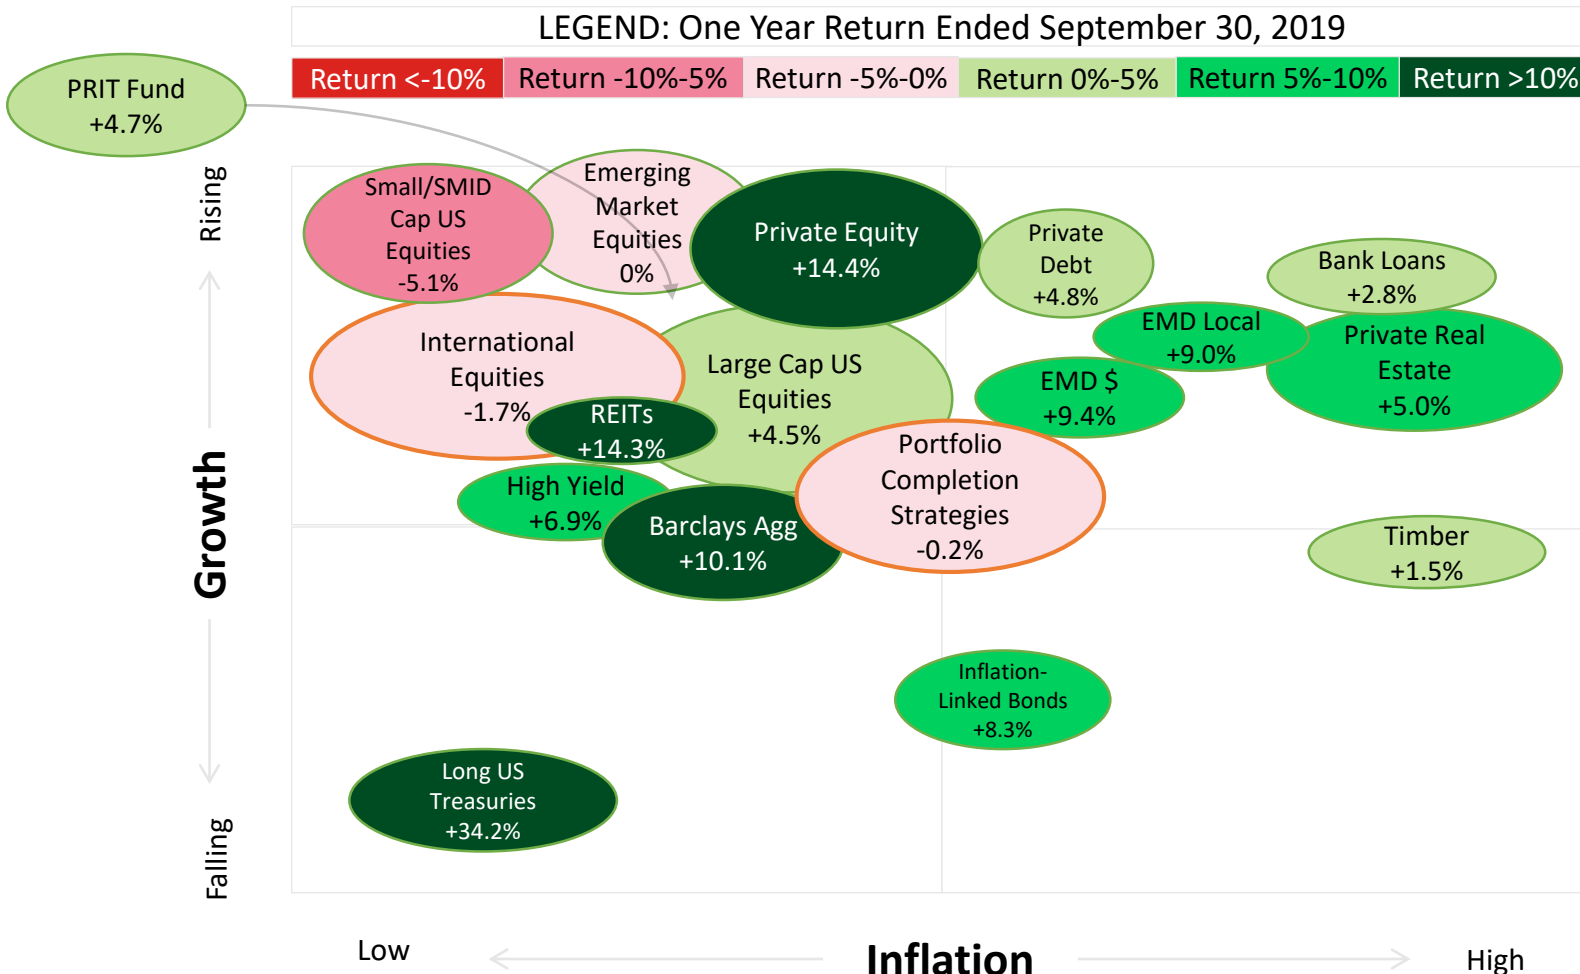 LEGEND: One Year Return Ended September 30, 2019
Return <-10%
Return -10%-5%
Return -5%-0%
Return 0%-5%
Return 5%-10%
Return >10%
PRIT Fund
+4.7%
Rising
Growth
Falling
Small/SMID
Cap US
Equities
-5.1%
Emerging
Market
Equities
0%
Private Equity
+14.4%
Private
Debt
+4.8%
Bank Loans
+2.8%
EMD Local
+9.0%
Private Real
Estate
+5.0%
International
Equities
-1.7%
Large Cap US
Equities
+4.5%
EMD $
+9.4%
REITs
+14.3%
Portfolio
Completion
Strategies
-0.2%
High Yield
+6.9%
Barclays Agg
+10.1%
Timber
+1.5%
Inflation-
Linked Bonds
+8.3%
Long US
Treasuries
+34.2%
Low
Inflation
High